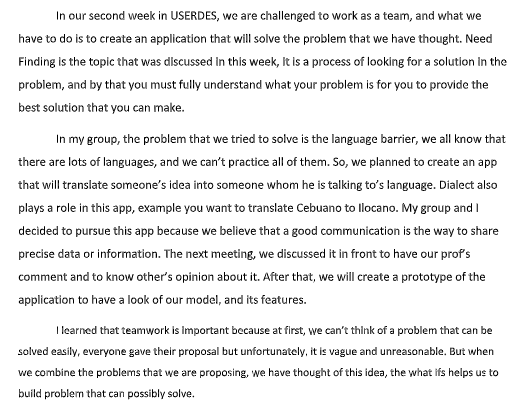 In our second week in USERDES, we are challenged to work as a team, and what we
have to do is to create an application that will solve the problem that we have thought. Need
Finding is the topic that was discussed in this week, it is a process of looking for a solution in the
problem, and by that you must fully understand what your problem is for you to provide the
best solution that you can make.
In my group, the problem that we tried to solve is the language barrier, we all know that
there are lots of languages, and we can't practice all of them. So, we planned to create an app
that will translate someone's idea into someone whom he is talking to's language. Dialect also
plays a role in this app, example you want to translate Cebuano to Ilocano. My group and I
decided to pursue this app because we believe that a good communication is the way to share
precise data or information. The next meeting, we discussed it in front to have our prof's
comment and to know other's opinion about it. After that, we will create a prototype of the
application to have a look of our model, and its features.
I learned that teamwork is important because at first, we can't think of a problem that can be
solved easily, everyone gave their proposal but unfortunately, it is vague and unreasonable. But when
we combine the problems that we are proposing, we have thought of this idea, the what ifs helps us to
build problem that can possibly solve.